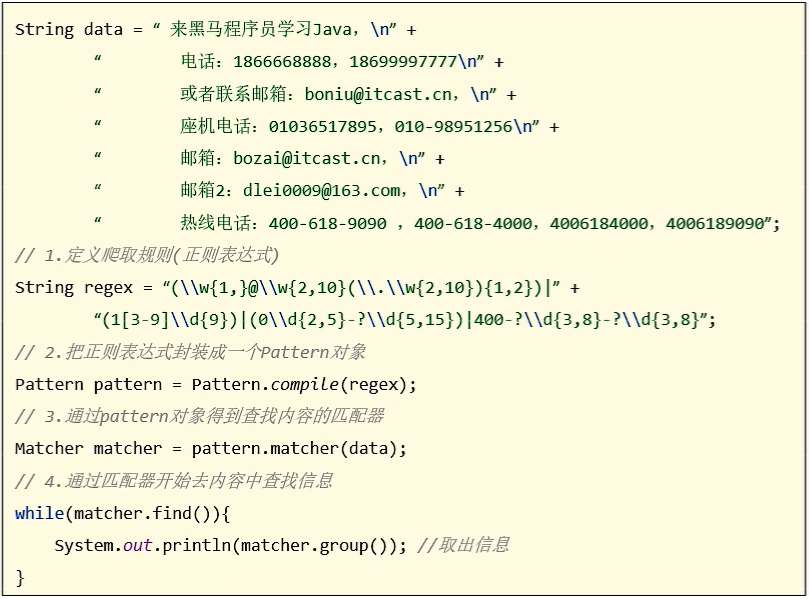 String data = “ 来黑马程序员学习Java，\n” +
“        电话：1866668888，18699997777\n” +
“        或者联系邮箱：boniu@itcast.cn，\n” +
“        座机电话：01036517895，010-98951256\n” +
“        邮箱：bozai@itcast.cn，\n” +
“        邮箱2：dlei0009@163.com，\n” +
“        热线电话：400-618-9090 ，400-618-4000，4006184000，4006189090”;
// 1.定义爬取规则(正则表达式)
String regex = “(\\w{1,}@\\w{2,10}(\\.\\w{2,10}){1,2})|” +
“(1[3-9]\\d{9})|(0\\d{2,5}-?\\d{5,15})|400-?\\d{3,8}-?\\d{3,8}”;
// 2.把正则表达式封装成一个Pattern对象
Pattern pattern = Pattern.compile(regex);
// 3.通过pattern对象得到查找内容的匹配器
Matcher matcher = pattern.matcher(data);
// 4.通过匹配器开始去内容中查找信息
while(matcher.find()){
    System.out.println(matcher.group()); //取出信息
}